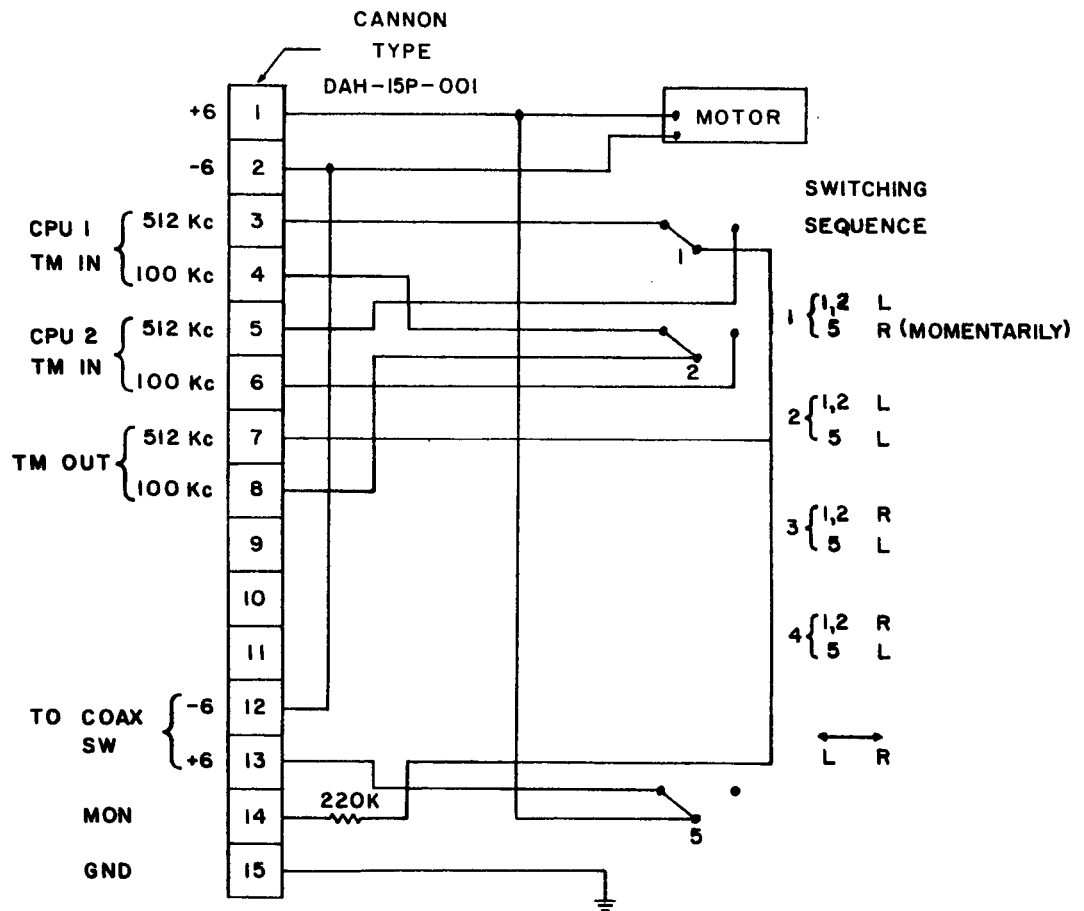 CANNON
TYPE
DAH-15P-001
+6 1
-6 2
CPU 1
TM IN
512 Kc 3
100 Kc 4
CPU 2
TM IN
512 Kc 5
100 Kc 6
TM OUT
512 Kc 7
100 Kc 8
9
10
11
TO COAX
SW
-6 12
+6 13
MON 14
220K
GND 15
MOTOR
1
2
5
SWITCHING
SEQUENCE
1 { 1,2 L
5 R (MOMENTARILY)
2 { 1,2 L
5 L
3 { 1,2 R
5 L
4 { 1,2 R
5 L
L R